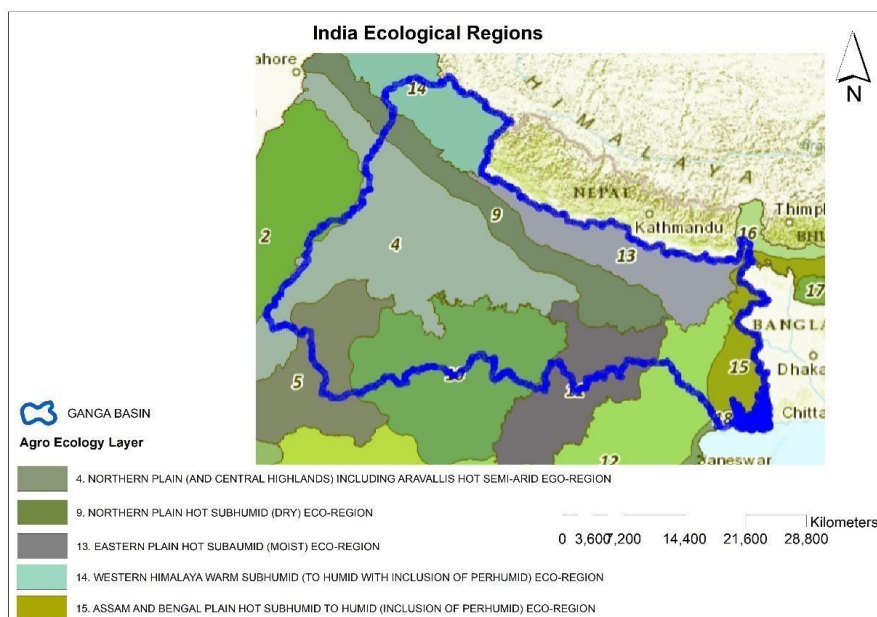 India Ecological Regions
ahore
14
HIMALAYA
N
NEPAL
Kathmandu
Thimpl
BHU
2
9
4
13
16
17
BANGLA
5
15
Dhaka
18
Chitta
12
Janeswar
GANGA BASIN
Agro Ecology Layer
4. NORTHERN PLAIN (AND CENTRAL HIGHLANDS) INCLUDING ARAVALLIS HOT SEMI-ARID EGO-REGION
9. NORTHERN PLAIN HOT SUBHUMID (DRY) ECO-REGION
13. EASTERN PLAIN HOT SUBAUMID (MOIST) ECO-REGION
14. WESTERN HIMALAYA WARM SUBHUMID (TO HUMID WITH INCLUSION OF PERHUMID) ECO-REGION
15. ASSAM AND BENGAL PLAIN HOT SUBHUMID TO HUMID (INCLUSION OF PERHUMID) ECO-REGION
Kilometers
0 3,600 7,200 14,400 21,600 28,800